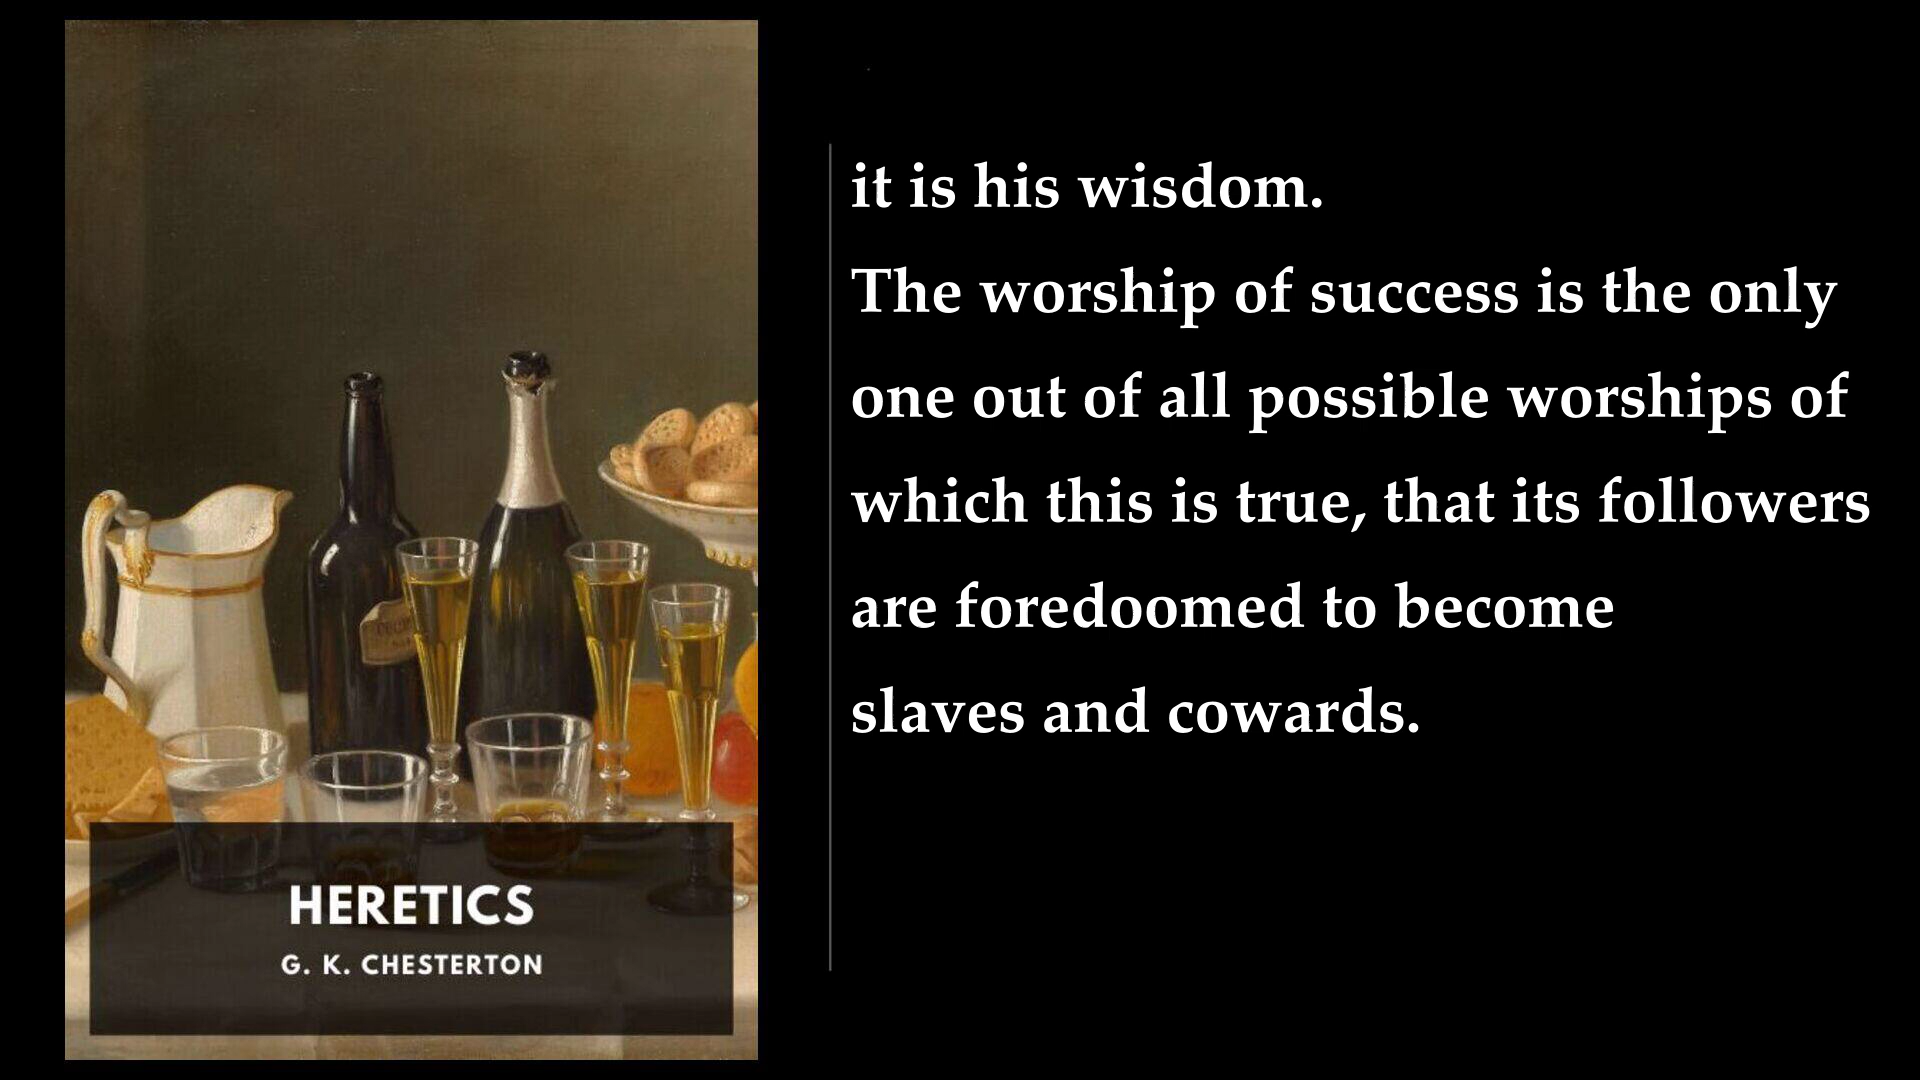 it is his wisdom.
The worship of success is the only
one out of all possible worships of
which this is true, that its followers
are foredoomed to become
slaves and cowards.
HERETICS
G. K. CHESTERTON